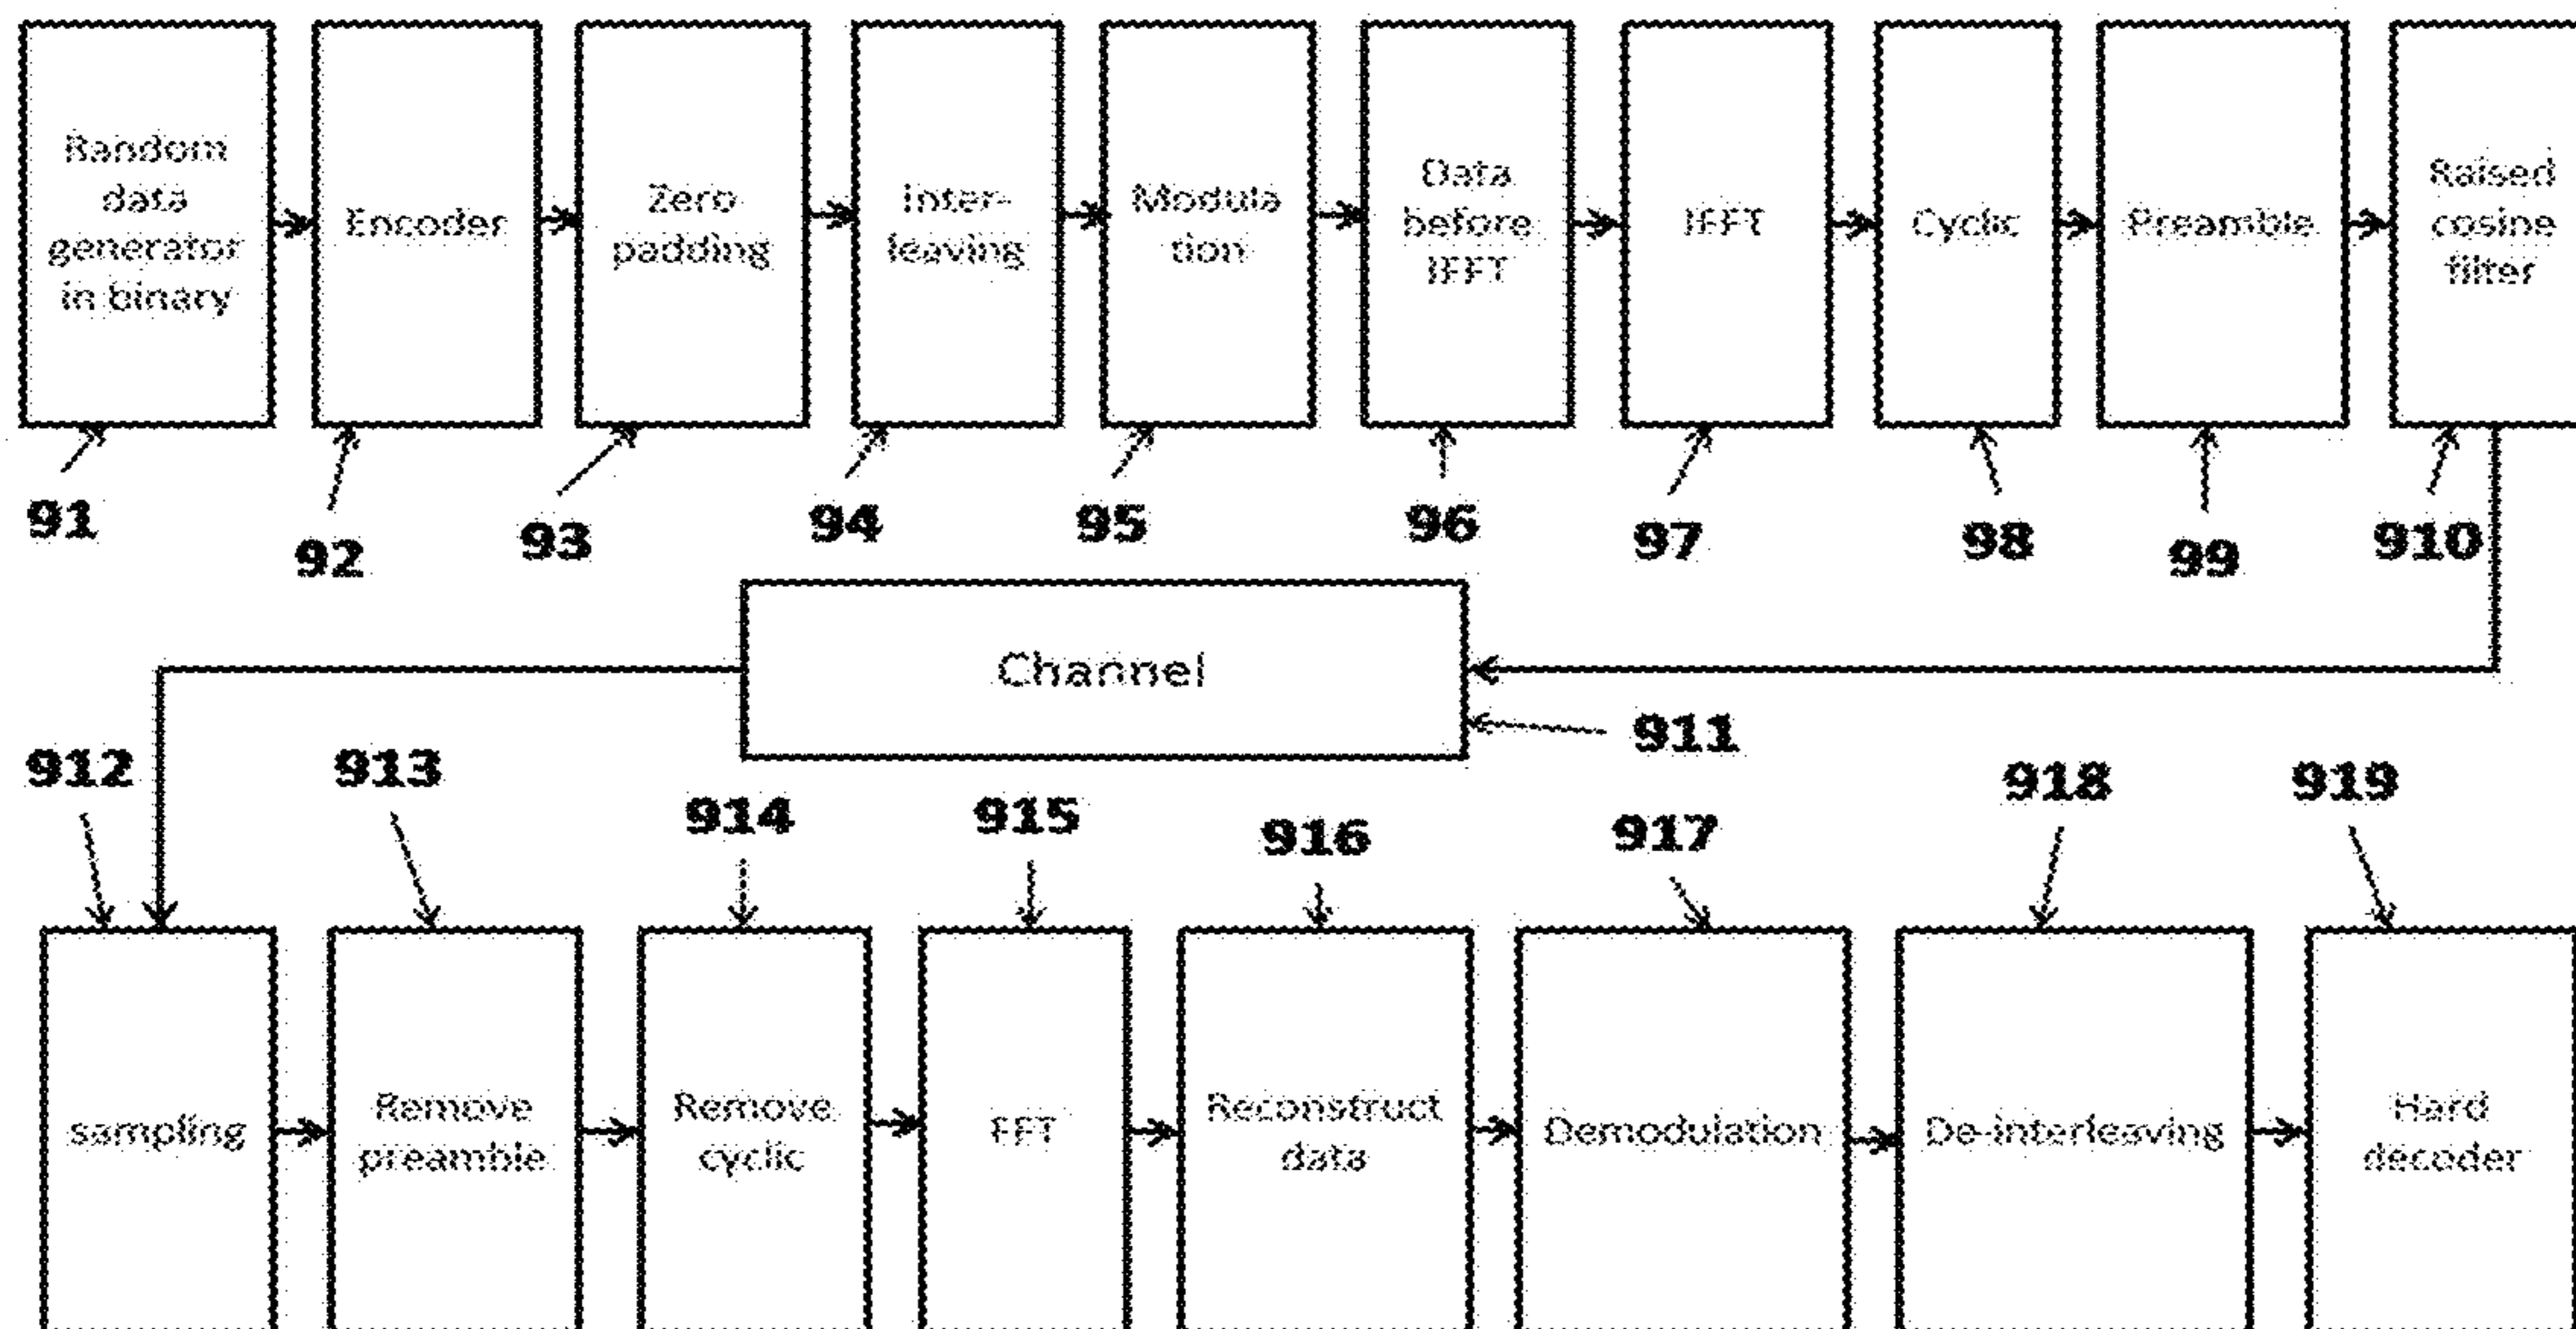 Random
data
generator
in binary
Encoder
Zero
padding
Inter-
leaving
Modula
tion
Data
before
IFFT
IFFT
Cyclic
Preamble
Raised
cosine
filter
91
92
93
94
95
96
97
98
99
910
Channel
911
912
913
914
915
916
917
918
919
sampling
Remove
preamble
Remove
cyclic
FFT
Reconstruct
data
Demodulation
De-interleaving
Hard
decoder